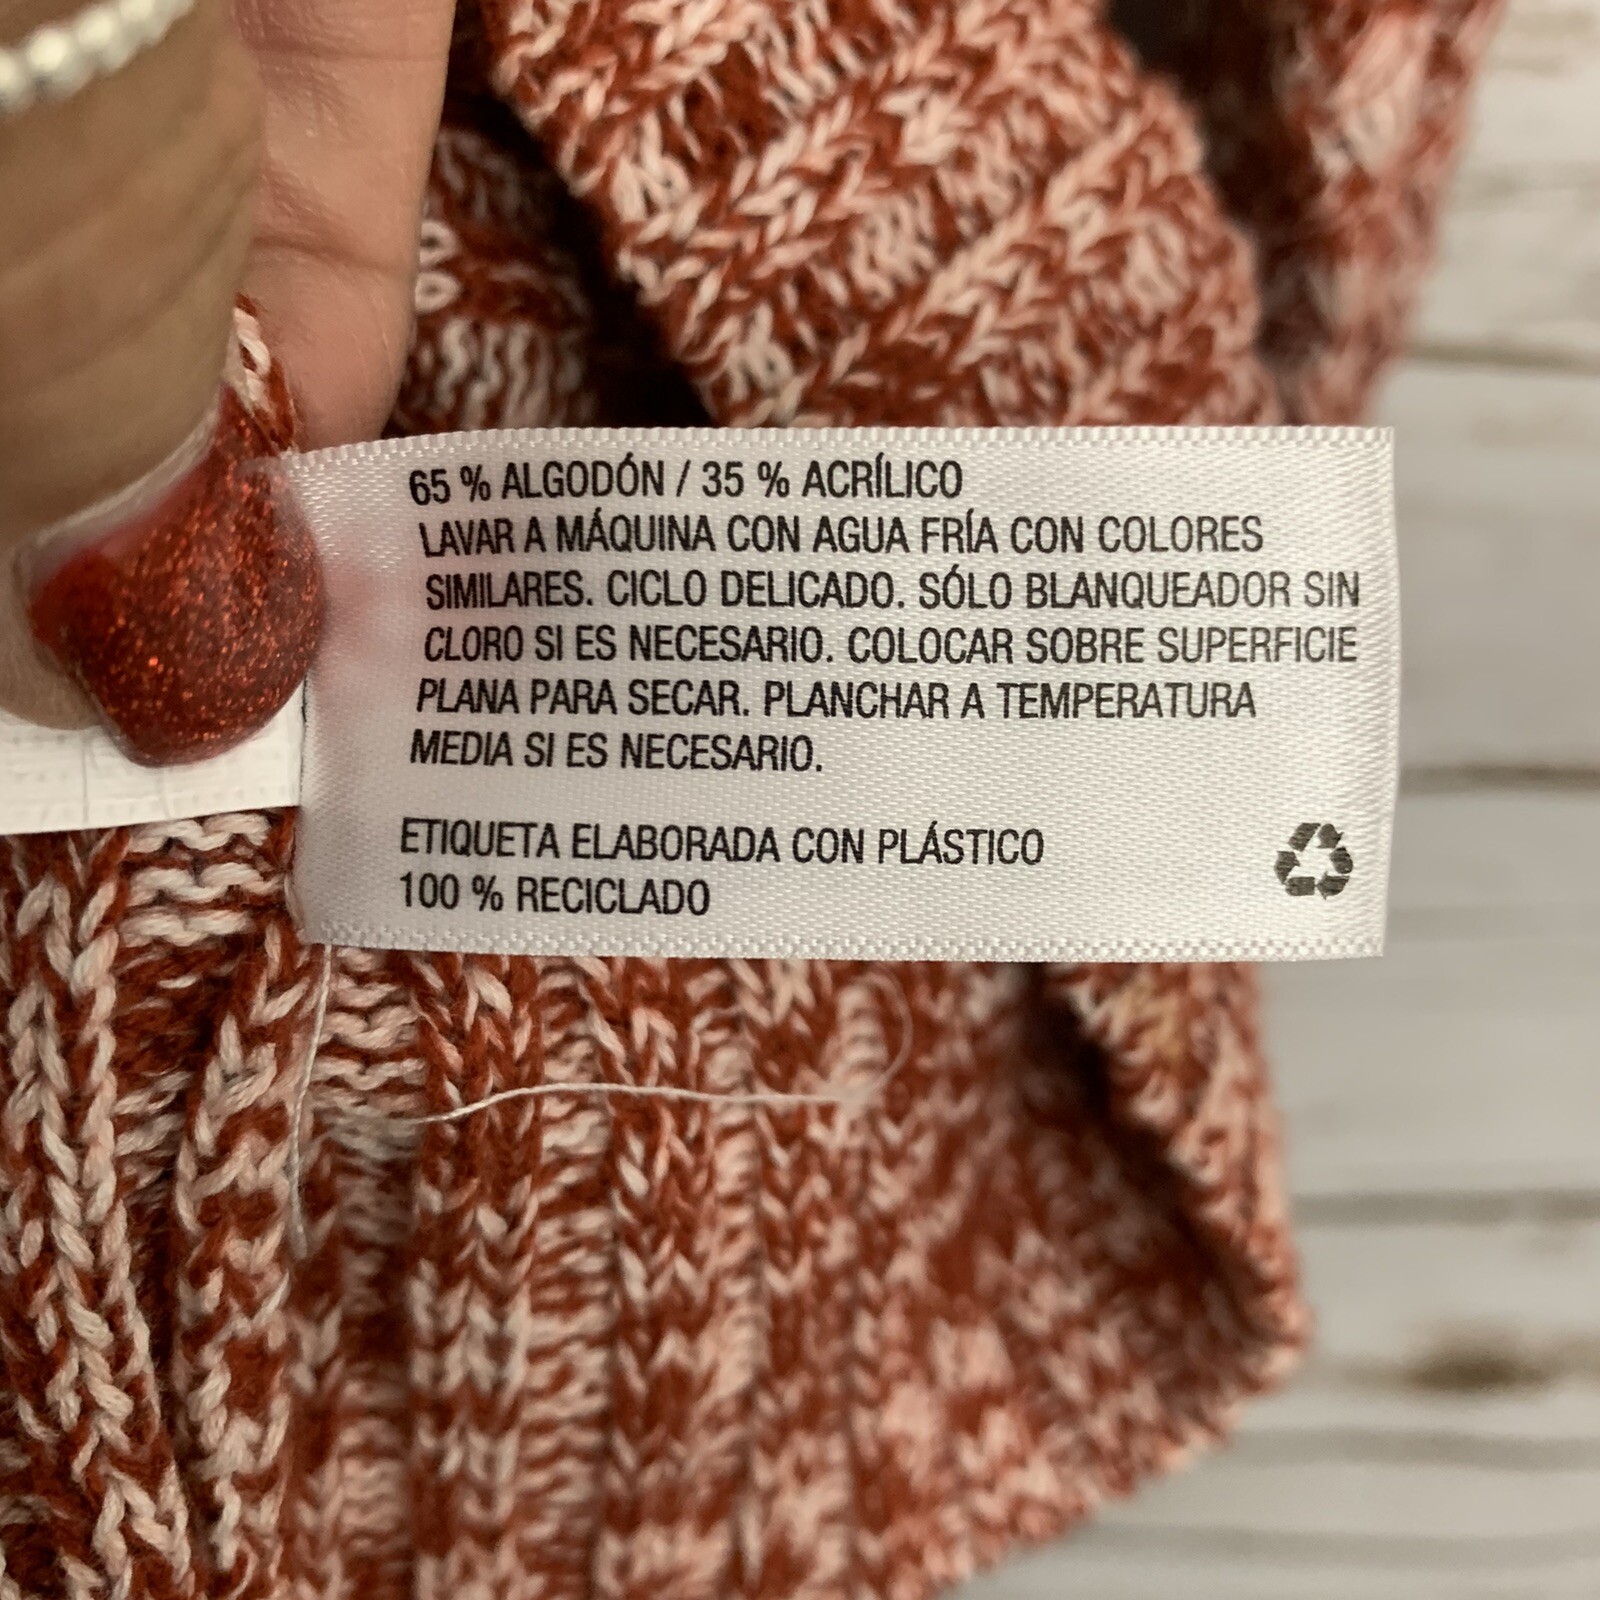 65 % ALGODÓN / 35 % ACRÍLICO
LAVAR A MÁQUINA CON AGUA FRÍA CON COLORES
SIMILARES. CICLO DELICADO. SÓLO BLANQUEADOR SIN
CLORO SI ES NECESARIO. COLOCAR SOBRE SUPERFICIE
PLANA PARA SECAR. PLANCHAR A TEMPERATURA
MEDIA SI ES NECESARIO.
ETIQUETA ELABORADA CON PLÁSTICO
100 % RECICLADO